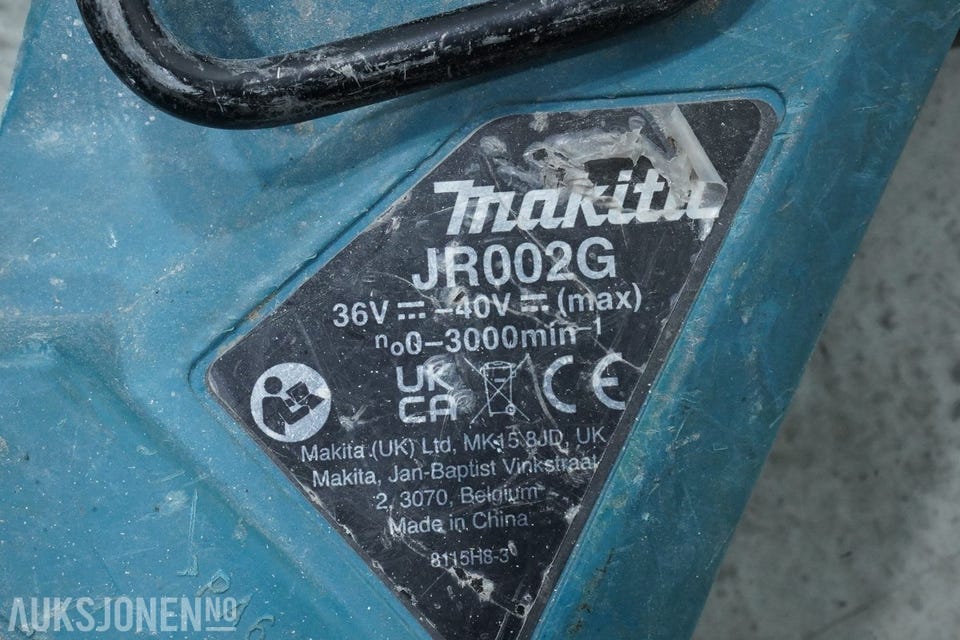 makita
JR002G
36V ⎓ -40V ⎓ (max)
n₀0-3000min⁻¹
UK
CA
CE
Makita (UK) Ltd, MK15 8JD, UK
Makita, Jan-Baptist Vinkstraat
2, 3070, Belgium
Made in China
8115H8-3
AUKSJONEN NO